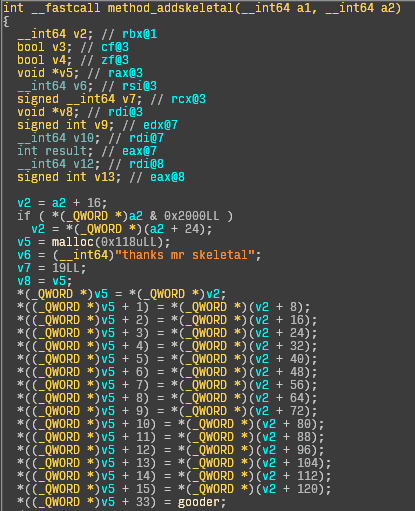 int __fastcall method_addskeletal(__int64 a1, __int64 a2)
{
__int64 v2; // rbx@1
bool v3; // cf@3
bool v4; // zf@3
void *v5; // rax@3
__int64 v6; // rsi@3
signed __int64 v7; // rcx@3
void *v8; // rdi@3
signed int v9; // edx@7
__int64 v10; // rdi@7
int result; // eax@7
__int64 v12; // rdi@8
signed int v13; // eax@8
v2 = a2 + 16;
if ( *(_QWORD *)a2 & 0x2000LL )
v2 = *(_QWORD *)(a2 + 24);
v5 = malloc(0x118uLL);
v6 = (__int64)"thanks mr skeletal";
v7 = 19LL;
v8 = v5;
*(_QWORD *)v5 = *(_QWORD *)v2;
*((_QWORD *)v5 + 1) = *(_QWORD *)(v2 + 8);
*((_QWORD *)v5 + 2) = *(_QWORD *)(v2 + 16);
*((_QWORD *)v5 + 3) = *(_QWORD *)(v2 + 24);
*((_QWORD *)v5 + 4) = *(_QWORD *)(v2 + 32);
*((_QWORD *)v5 + 5) = *(_QWORD *)(v2 + 40);
*((_QWORD *)v5 + 6) = *(_QWORD *)(v2 + 48);
*((_QWORD *)v5 + 7) = *(_QWORD *)(v2 + 56);
*((_QWORD *)v5 + 8) = *(_QWORD *)(v2 + 64);
*((_QWORD *)v5 + 9) = *(_QWORD *)(v2 + 72);
*((_QWORD *)v5 + 10) = *(_QWORD *)(v2 + 80);
*((_QWORD *)v5 + 11) = *(_QWORD *)(v2 + 88);
*((_QWORD *)v5 + 12) = *(_QWORD *)(v2 + 96);
*((_QWORD *)v5 + 13) = *(_QWORD *)(v2 + 104);
*((_QWORD *)v5 + 14) = *(_QWORD *)(v2 + 112);
*((_QWORD *)v5 + 15) = *(_QWORD *)(v2 + 120);
*((_QWORD *)v5 + 33) = gooder;